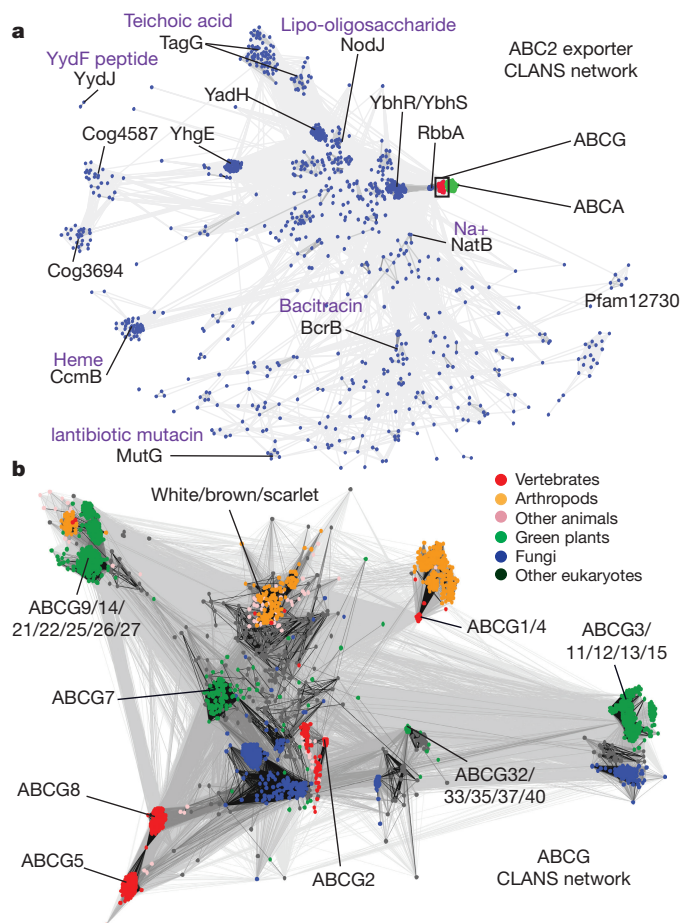 a
Teichoic acid
TagG
Lipo-oligosaccharide
NodJ
ABC2 exporter
CLANS network
YydF peptide
YydJ
YadH
YbhR/YbhS
RbbA
ABCG
Cog4587
YhgE
ABCA
Na+
NatB
Cog3694
Pfam12730
Bacitracin
BcrB
Heme
CcmB
lantibiotic mutacin
MutG
b
White/brown/scarlet
Vertebrates
Arthropods
Other animals
Green plants
Fungi
Other eukaryotes
ABCG9/14/
21/22/25/26/27
ABCG1/4
ABCG3/
11/12/13/15
ABCG7
ABCG32/
33/35/37/40
ABCG8
ABCG5
ABCG2
ABCG
CLANS network